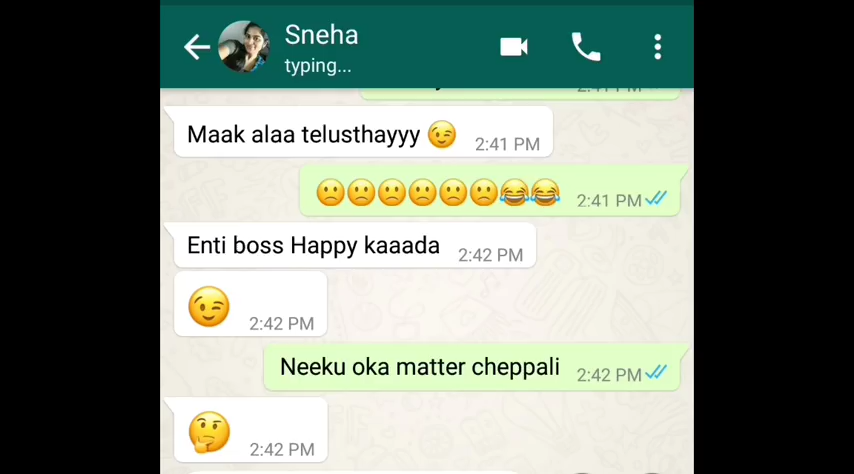 Sneha
typing...
Maak alaa telusthayyy 😉 2:41 PM
🙁🙁🙁🙁🙁🙁😂😂 2:41 PM
Enti boss Happy kaaada 2:42 PM
😉 2:42 PM
Neeku oka matter cheppali 2:42 PM
🤔 2:42 PM